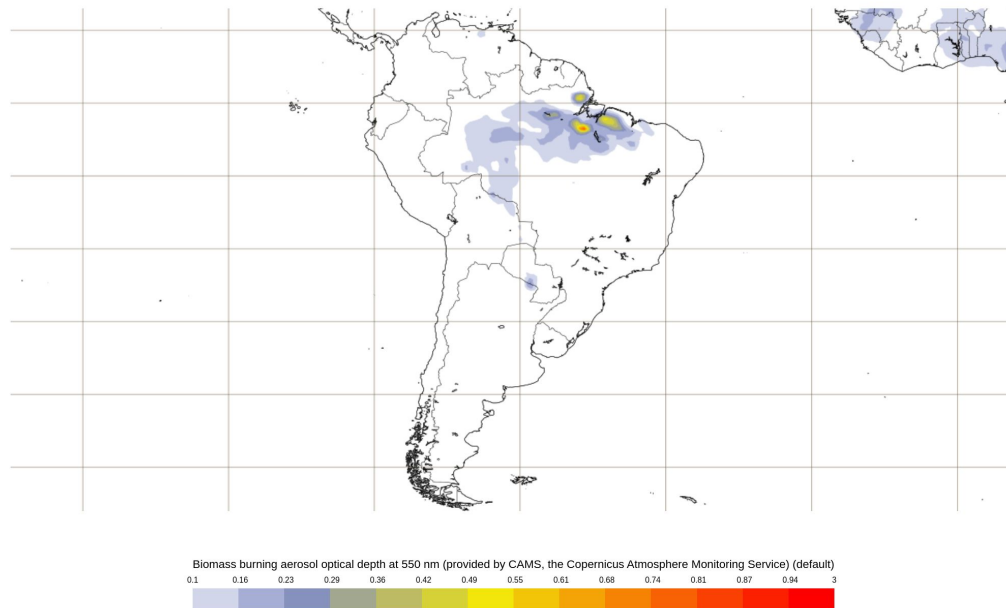 Biomass burning aerosol optical depth at 550 nm (provided by CAMS, the Copernicus Atmosphere Monitoring Service) (default)
0.1 0.16 0.23 0.29 0.36 0.42 0.49 0.55 0.61 0.68 0.74 0.81 0.87 0.94 3